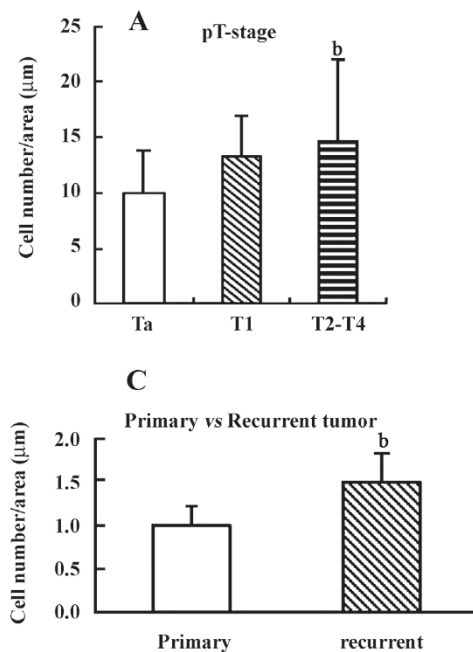 A
pT-stage
Cell number/area (μm)
25
20
15
10
5
0
b
Ta T1 T2-T4
C
Primary vs Recurrent tumor
Cell number/area (μm)
2.0
1.5
1.0
0.5
0.0
b
Primary recurrent